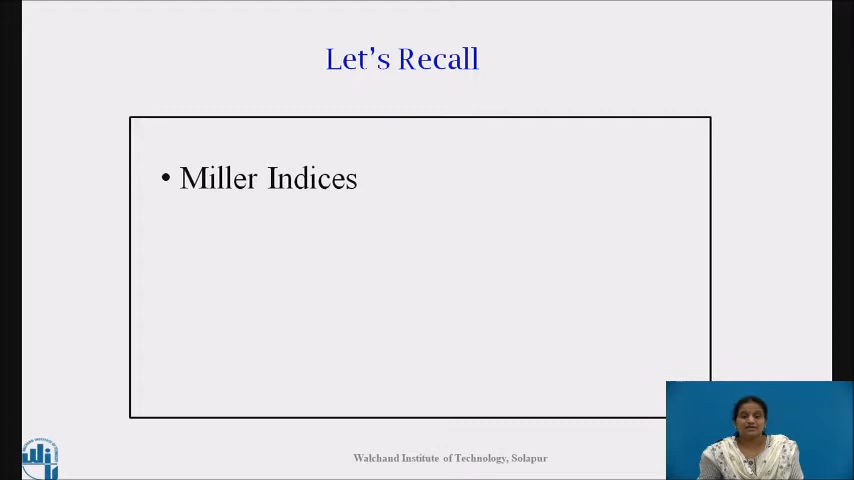 Let's Recall
• Miller Indices
Walchand Institute of Technology, Solapur